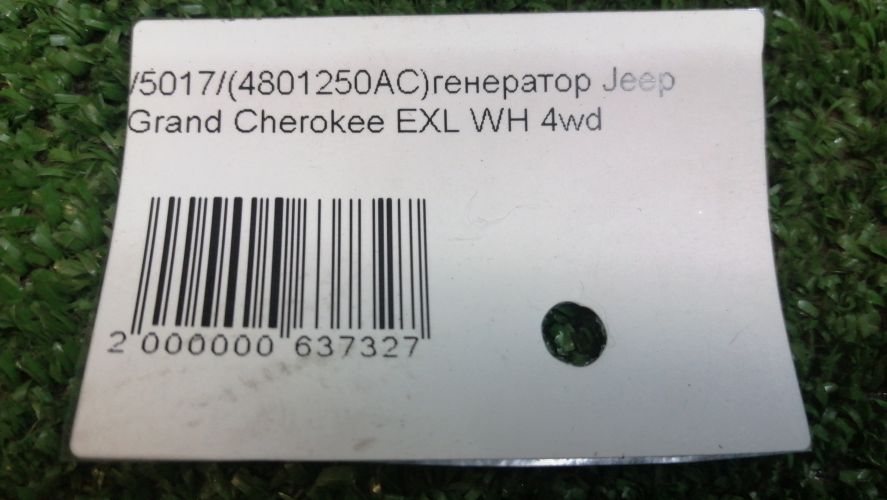 /5017/(4801250AC)генератор Jeep
Grand Cherokee EXL WH 4wd
2 000000 637327